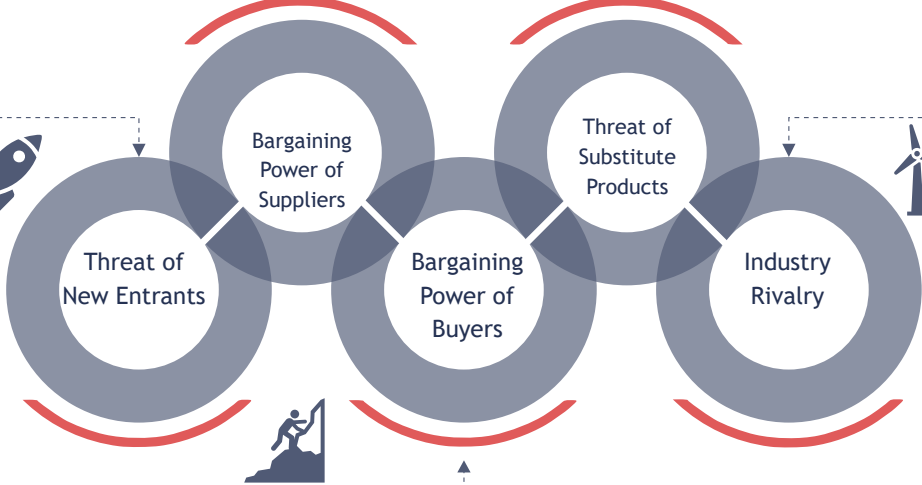 Threat of
New Entrants
Bargaining
Power of
Suppliers
Bargaining
Power of
Buyers
Threat of
Substitute
Products
Industry
Rivalry